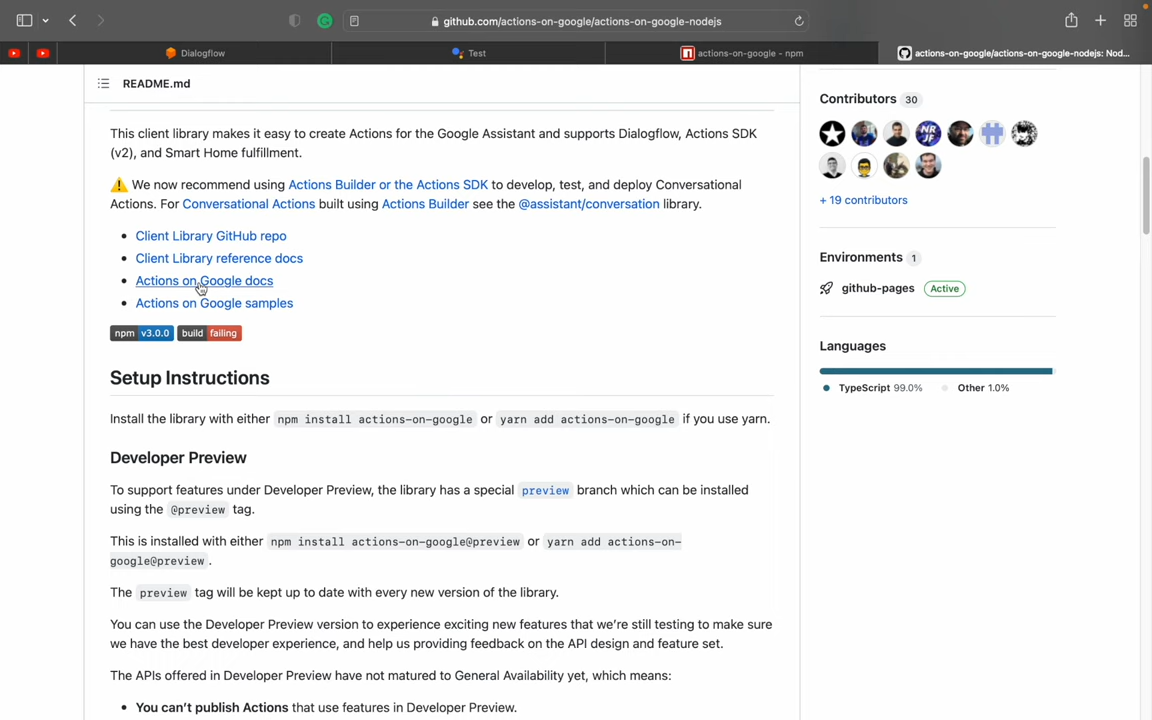 github.com/actions-on-google/actions-on-google-nodejs
Dialogflow
Test
actions-on-google - npm
actions-on-google/actions-on-google-nodejs: Nod...
README.md
This client library makes it easy to create Actions for the Google Assistant and supports Dialogflow, Actions SDK
(v2), and Smart Home fulfillment.
We now recommend using Actions Builder or the Actions SDK to develop, test, and deploy Conversational
Actions. For Conversational Actions built using Actions Builder see the @assistant/conversation library.
• Client Library GitHub repo
• Client Library reference docs
• Actions on Google docs
• Actions on Google samples
npm v3.0.0 build failing
Setup Instructions
Install the library with either npm install actions-on-google or yarn add actions-on-google if you use yarn.
Developer Preview
To support features under Developer Preview, the library has a special preview branch which can be installed
using the @preview tag.
This is installed with either npm install actions-on-google@preview or yarn add actions-on-
google@preview .
The preview tag will be kept up to date with every new version of the library.
You can use the Developer Preview version to experience exciting new features that we're still testing to make sure
we have the best developer experience, and help us providing feedback on the API design and feature set.
The APIs offered in Developer Preview have not matured to General Availability yet, which means:
• You can't publish Actions that use features in Developer Preview.
Contributors 30
NR
JF
+ 19 contributors
Environments 1
github-pages Active
Languages
TypeScript 99.0% Other 1.0%